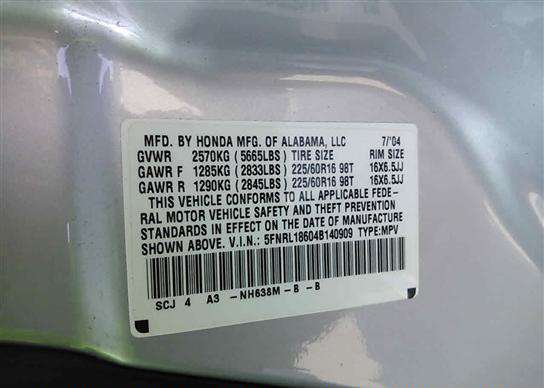 MFD. BY HONDA MFG. OF ALABAMA, LLC 7/'04
GVWR 2570KG (5665LBS) TIRE SIZE RIM SIZE
GAWR F 1285KG (2833LBS) 225/60R16 98T 16X6.5JJ
GAWR R 1290KG (2845LBS) 225/60R16 98T 16X6.5JJ
THIS VEHICLE CONFORMS TO ALL APPLICABLE FEDE-
RAL MOTOR VEHICLE SAFETY AND THEFT PREVENTION
STANDARDS IN EFFECT ON THE DATE OF MANUFACTURE
SHOWN ABOVE. V.I.N.: 5FNRL18604B140909 TYPE:MPV
SCJ 4 A3 -NH638M-B -B